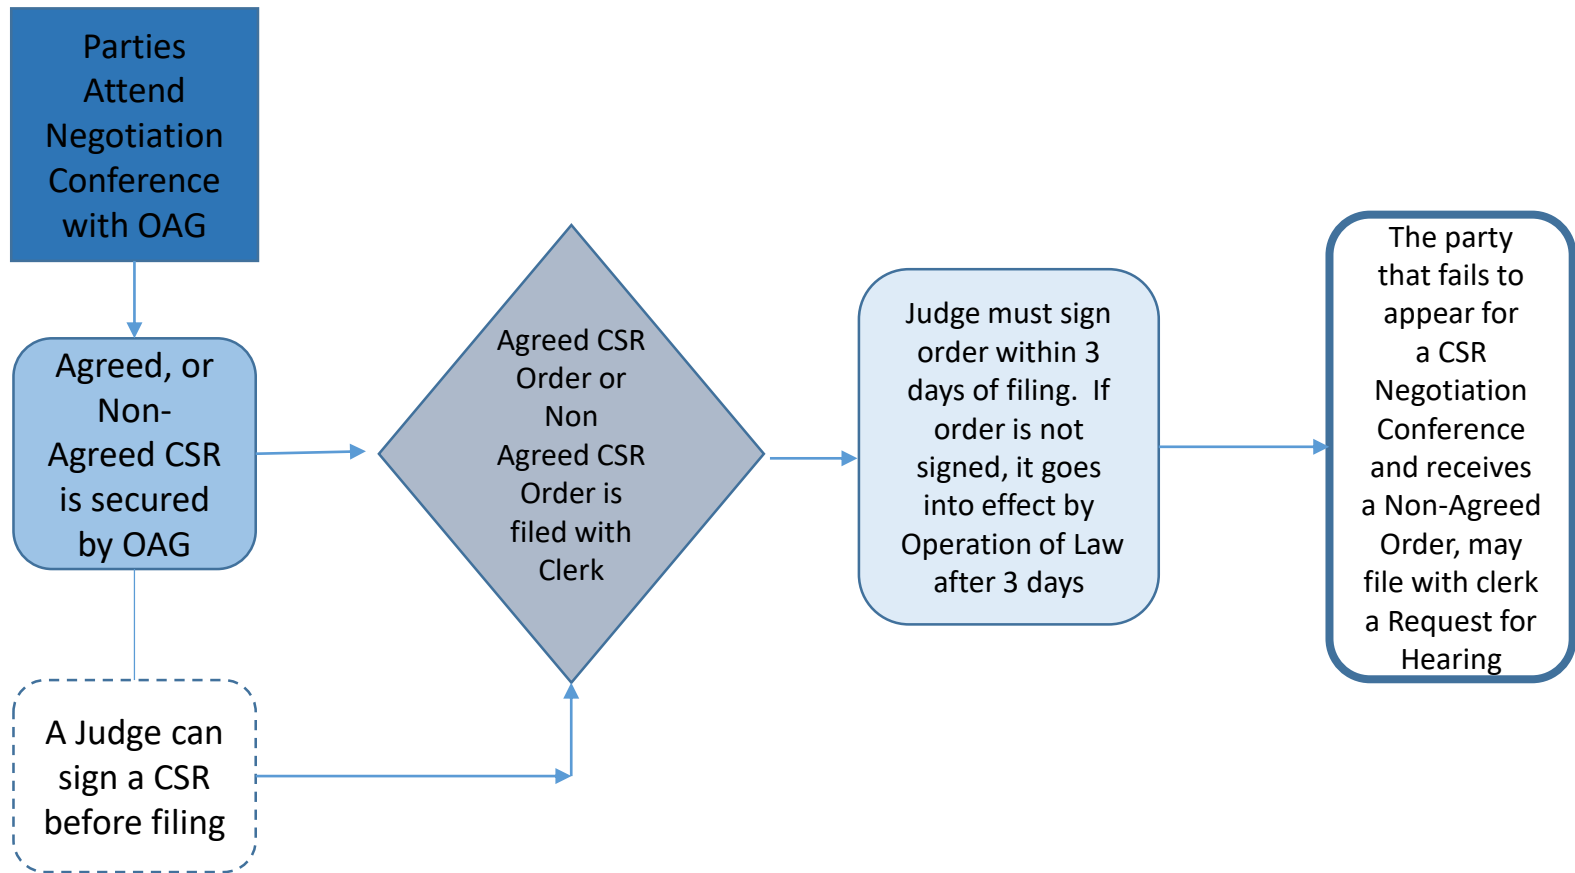 Parties
Attend
Negotiation
Conference
with OAG
Agreed, or
Non-
Agreed CSR
is secured
by OAG
A Judge can
sign a CSR
before filing
Agreed CSR
Order or
Non
Agreed CSR
Order is
filed with
Clerk
Judge must sign
order within 3
days of filing.  If
order is not
signed, it goes
into effect by
Operation of Law
after 3 days
The party
that fails to
appear for
a CSR
Negotiation
Conference
and receives
a Non-Agreed
Order, may
file with clerk
a Request for
Hearing